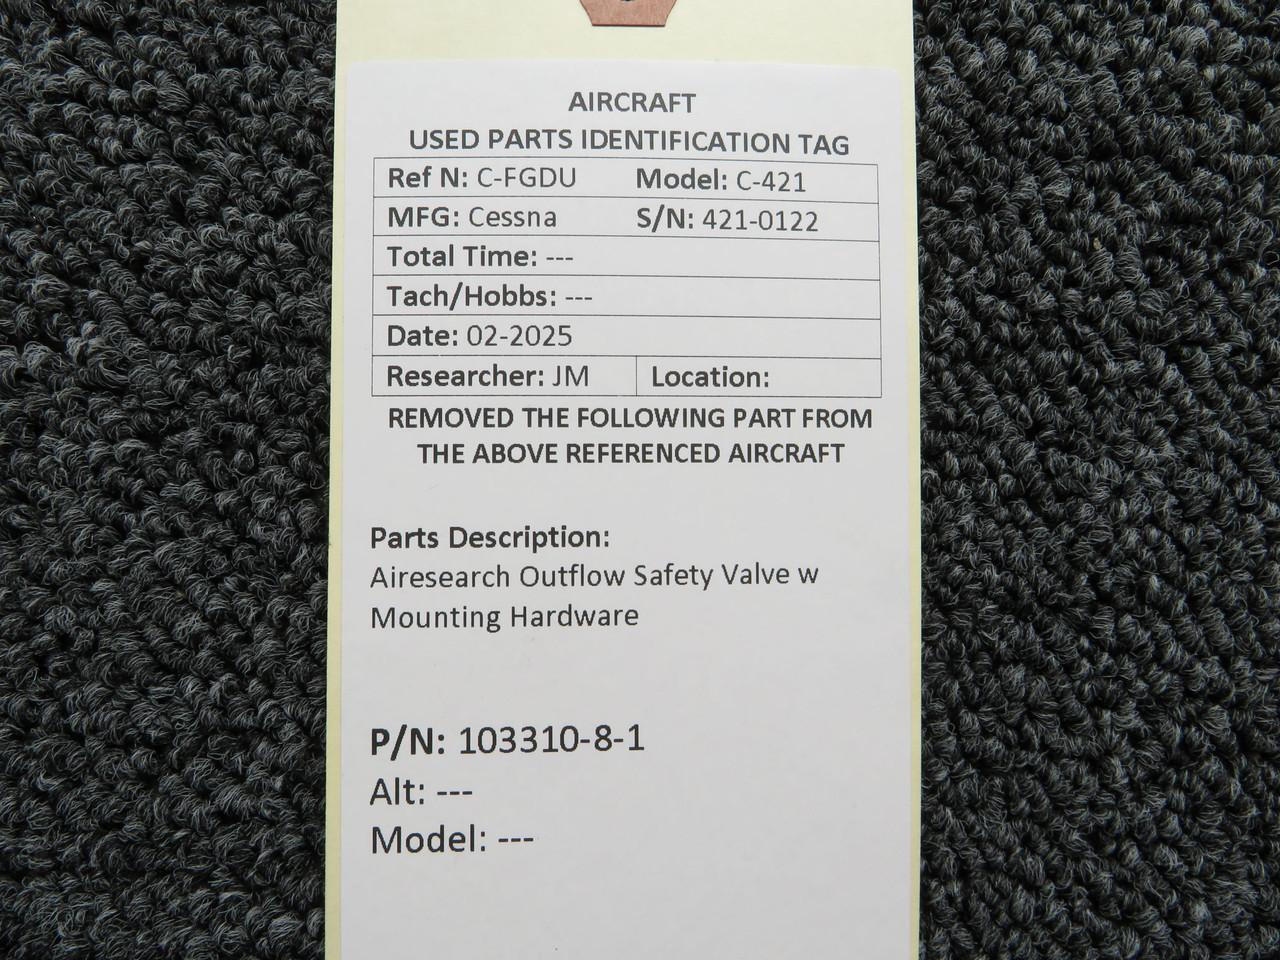 AIRCRAFT
USED PARTS IDENTIFICATION TAG
Ref N: C-FGDU Model: C-421
MFG: Cessna S/N: 421-0122
Total Time: ---
Tach/Hobbs: ---
Date: 02-2025
Researcher: JM Location:
REMOVED THE FOLLOWING PART FROM
THE ABOVE REFERENCED AIRCRAFT
Parts Description:
Airesearch Outflow Safety Valve w
Mounting Hardware
P/N: 103310-8-1
Alt: ---
Model: ---